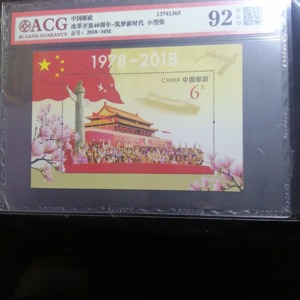 ACG
AI CANG GUARANTY
中国邮政 13741365
改革开放40周年-筑梦新时代 小型张
志号：2018-34M
92
1978-2018
CHINA 中国邮政
6元